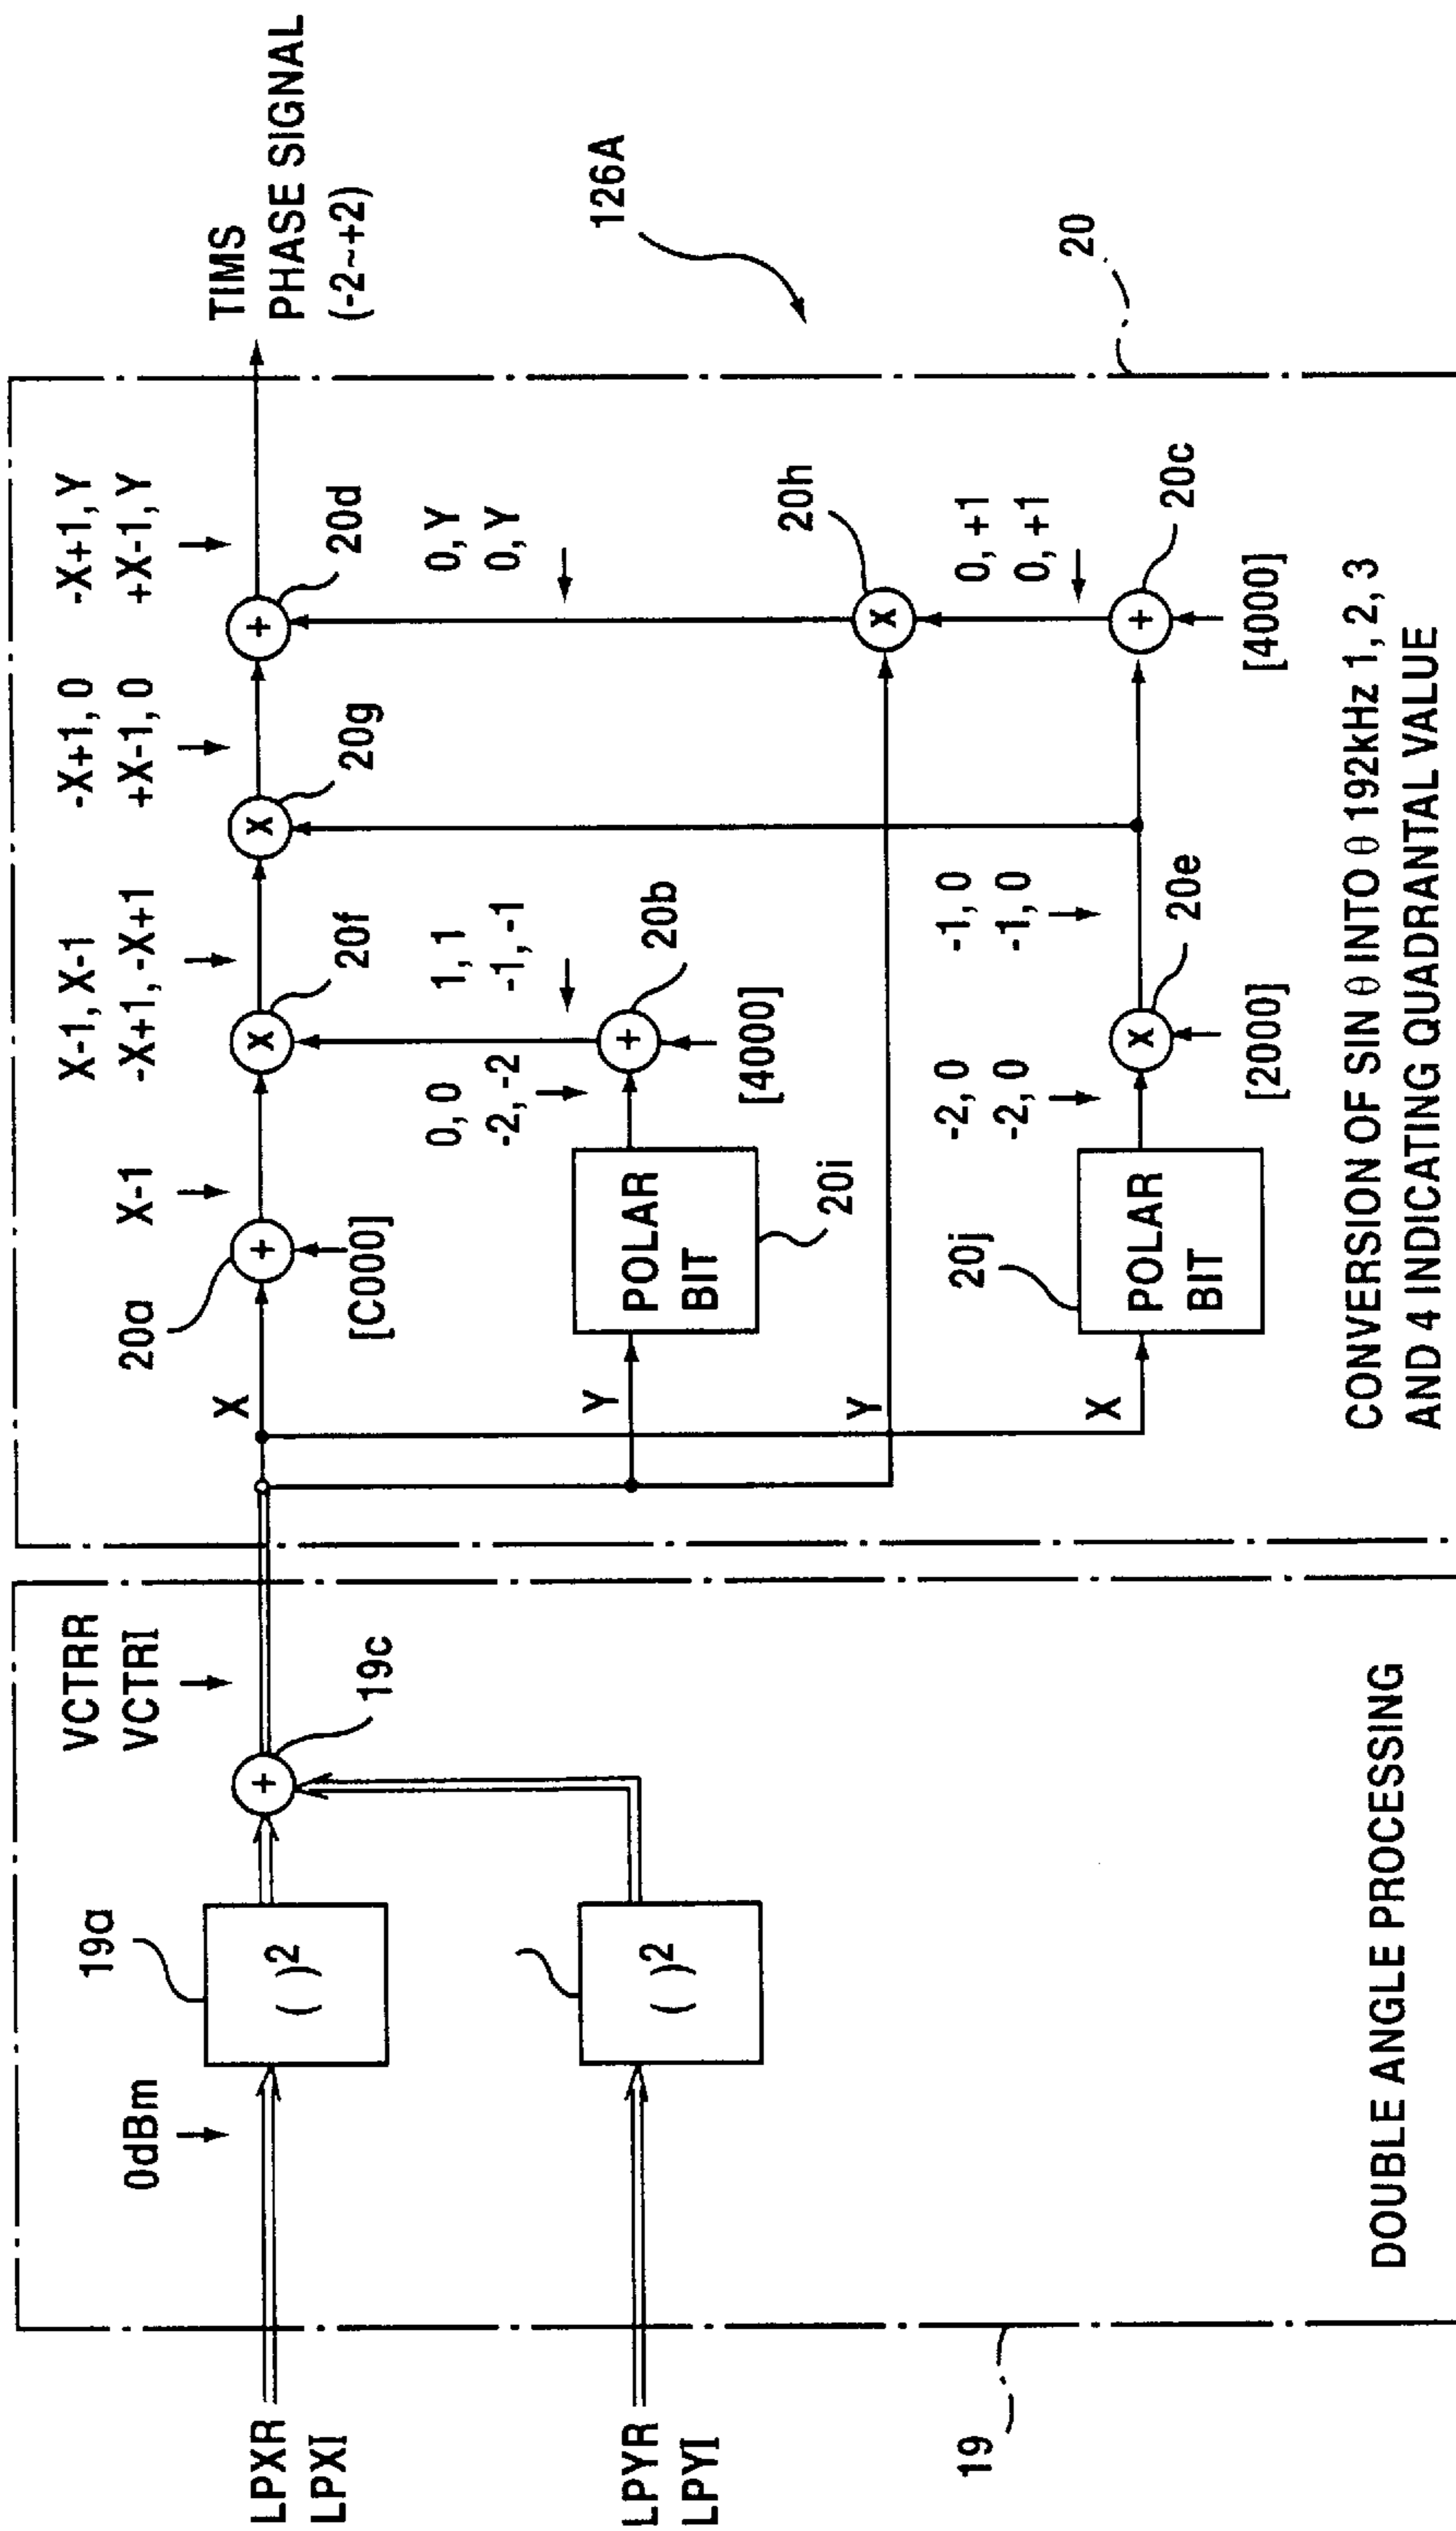 LPXR
LPXI
LPYR
LPYI
19
0dBm
19a
( )2
( )2
VCTRR
VCTRI
19c
DOUBLE ANGLE PROCESSING
X
Y
Y
X
20a
[C000]
X-1
POLAR
BIT
20i
20j
POLAR
BIT
0, 0
-2, -2
[4000]
20b
1, 1
-1, -1
X-1, X-1
-X+1, -X+1
20f
-2, 0
-2, 0
[2000]
20e
-1, 0
-1, 0
-X+1, 0
+X-1, 0
20g
-X+1, Y
+X-1, Y
20d
0, Y
0, Y
20h
0, +1
0, +1
20c
[4000]
x
x
x
x
+
+
+
+
+
CONVERSION OF SIN θ INTO θ 192kHz 1, 2, 3
AND 4 INDICATING QUADRANTAL VALUE
TIMS
PHASE SIGNAL
(-2~+2)
126A
20